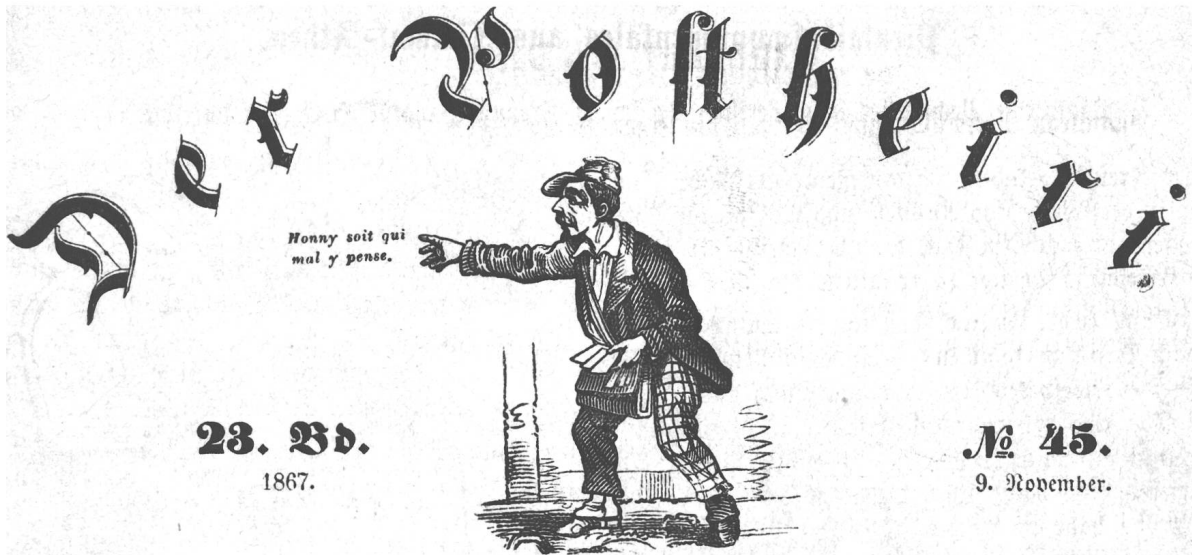 Der Postheiri.
Honny soit qui
mal y pense.
23. Bd.
1867.
№ 45.
9. November.